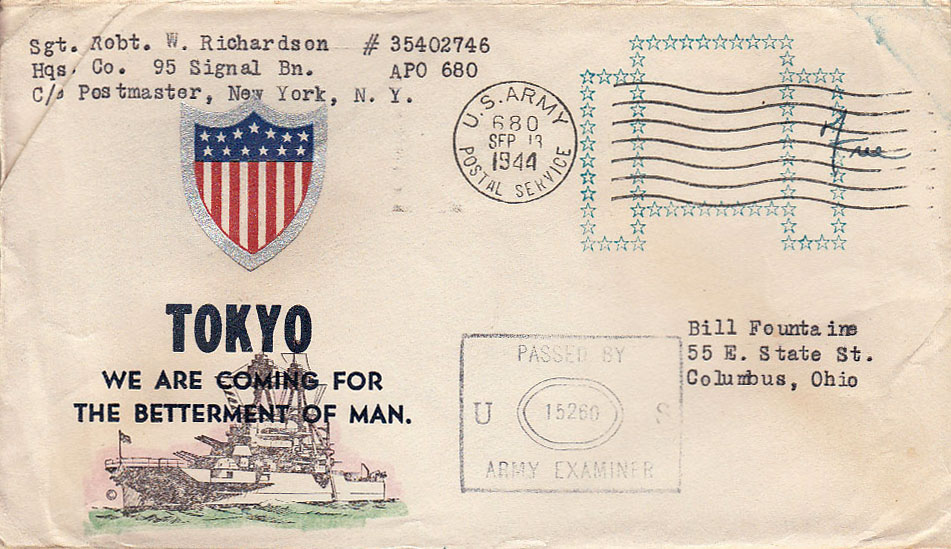 Sgt. Robt. W. Richardson # 35402746
Hqs. Co. 95 Signal Bn. APO 680
C/o Postmaster, New York, N. Y.
U.S. ARMY
680
SEP 13
1944
POSTAL SERVICE
Free
TOKYO
WE ARE COMING FOR
THE BETTERMENT OF MAN.
©
PASSED BY
U 15260 S
ARMY EXAMINER
Bill Fountaine
55 E. State St.
Columbus, Ohio